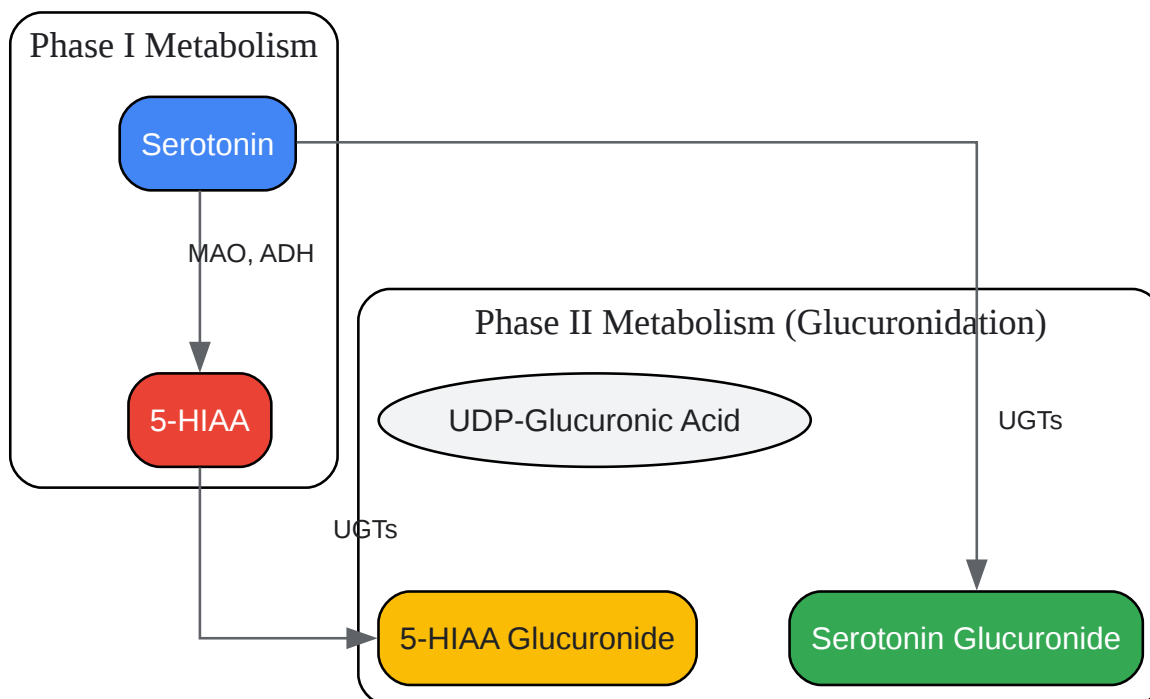 Phase I Metabolism
Serotonin
MAO, ADH
Phase II Metabolism (Glucuronidation)
5-HIAA
UDP-Glucuronic Acid
UGTs
UGTs
5-HIAA Glucuronide
Serotonin Glucuronide